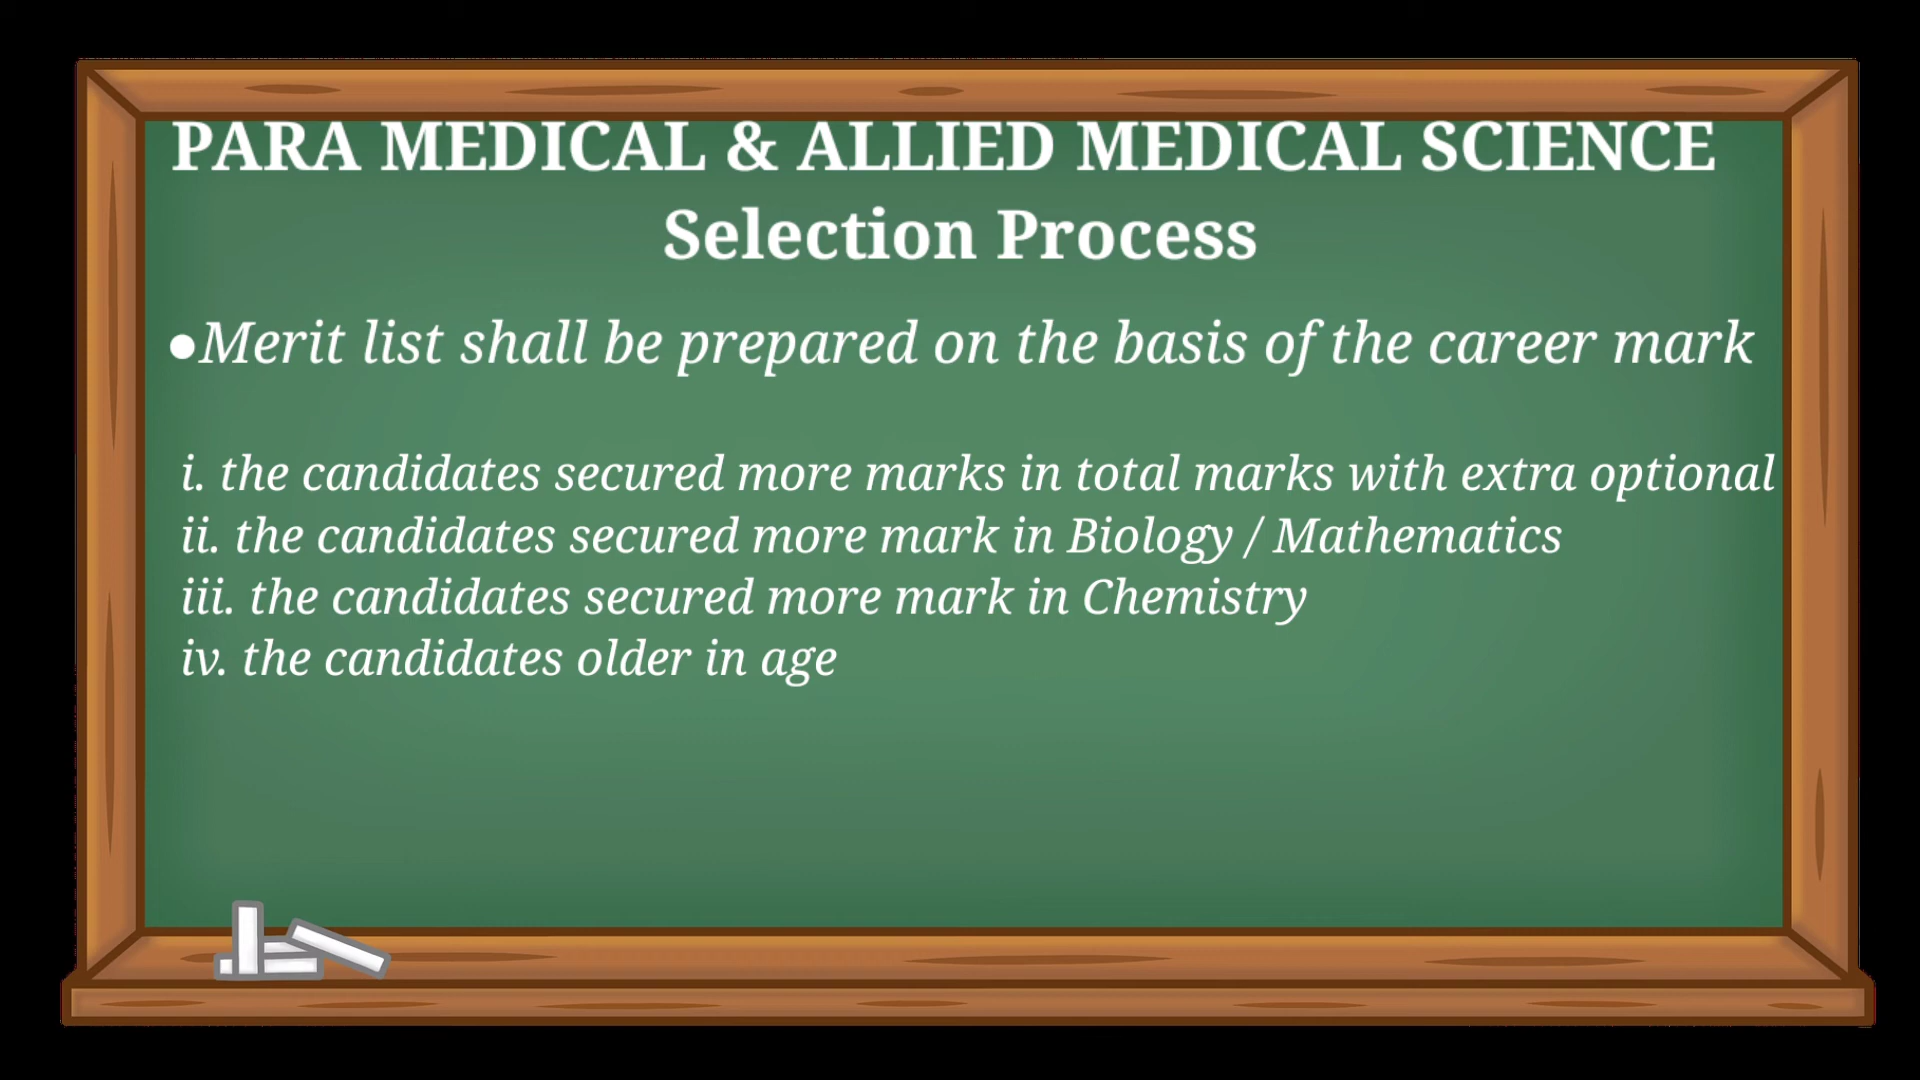 PARA MEDICAL & ALLIED MEDICAL SCIENCE
Selection Process
●Merit list shall be prepared on the basis of the career mark
i. the candidates secured more marks in total marks with extra optional
ii. the candidates secured more mark in Biology / Mathematics
iii. the candidates secured more mark in Chemistry
iv. the candidates older in age